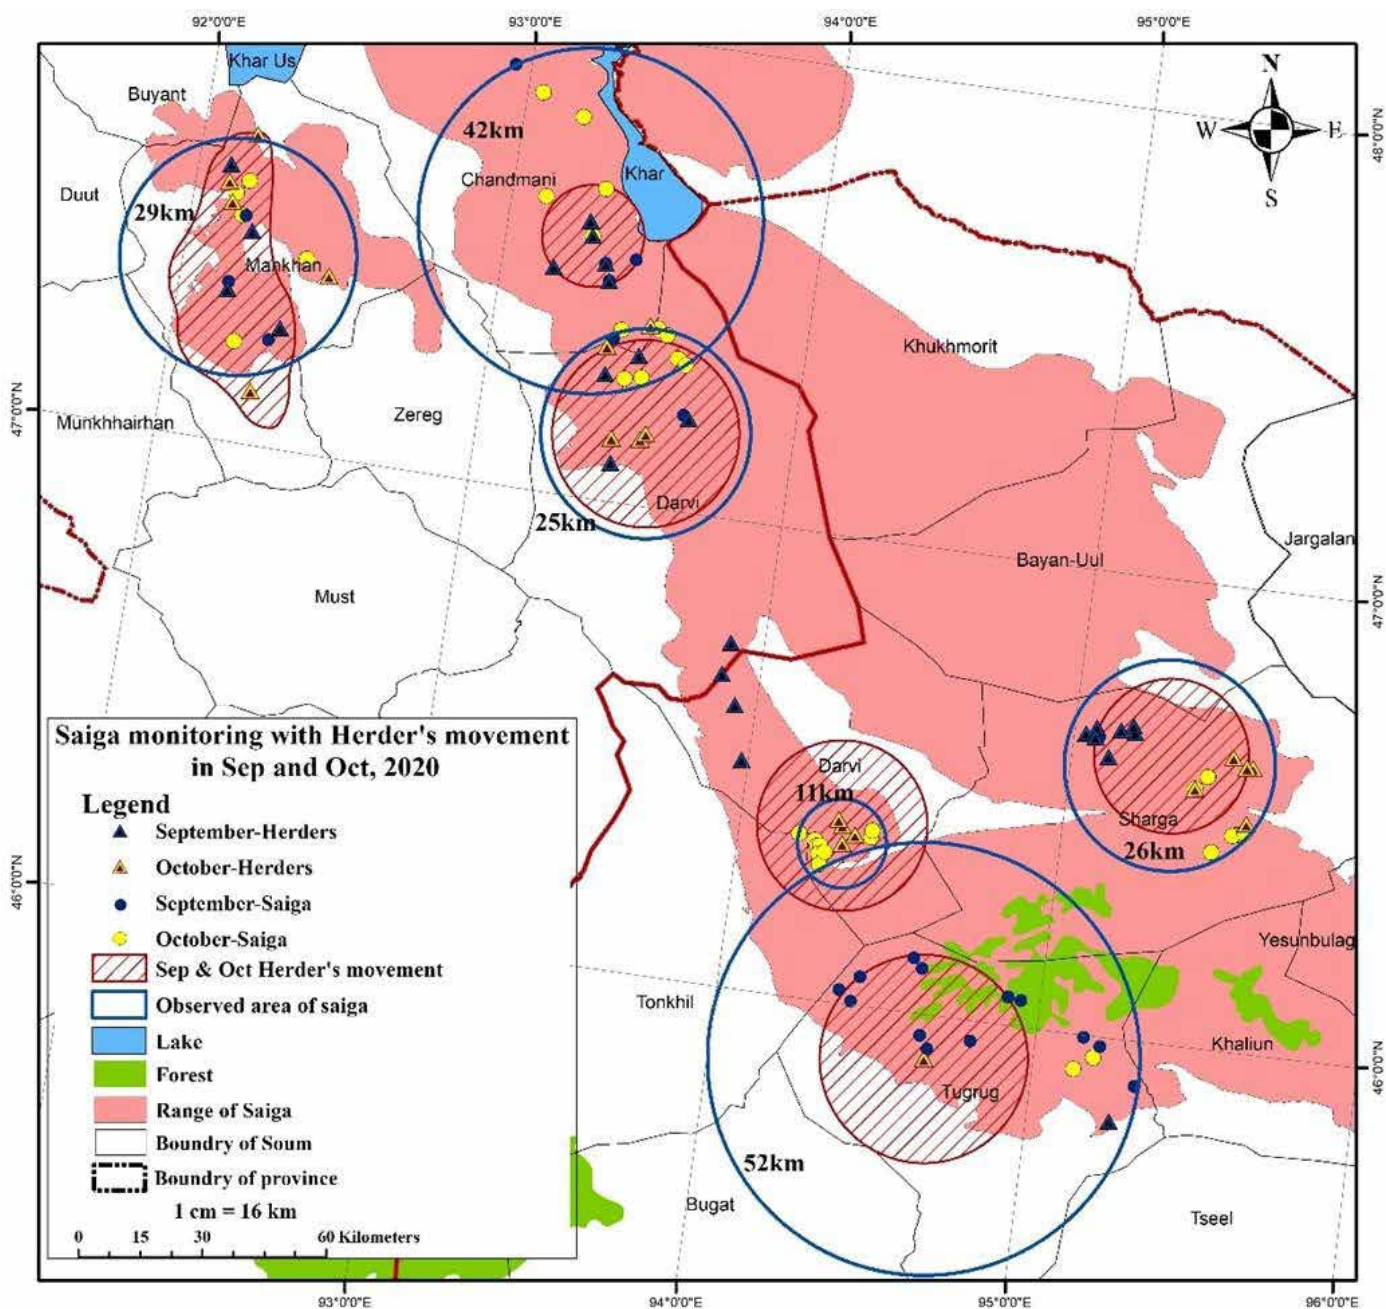 92°0'0"E
93°0'0"E
94°0'0"E
95°0'0"E
Khar Us
Buyant
N
42km
W
E
48°0'0"N
Chandmani
Khar
S
Duut
29km
Mankhan
Khukhmorit
47°0'0"N
Munkhhairhan
Zereg
Darvi
25km
Jargalan
Bayan-Uul
Must
47°0'0"N
Saiga monitoring with Herder's movement
in Sep and Oct, 2020
Darvi
11km
Legend
September-Herders
Sharga
26km
October-Herders
46°0'0"N
September-Saiga
October-Saiga
Yesunbulag
Sep & Oct Herder's movement
Observed area of saiga
Tonkhil
Lake
Khaliun
Forest
46°0'0"N
Tugrug
Range of Saiga
Boundry of Soum
52km
Boundry of province
1 cm = 16 km
Bugat
Tseel
0 15 30 60 Kilometers
93°0'0"E
94°0'0"E
95°0'0"E
96°0'0"E